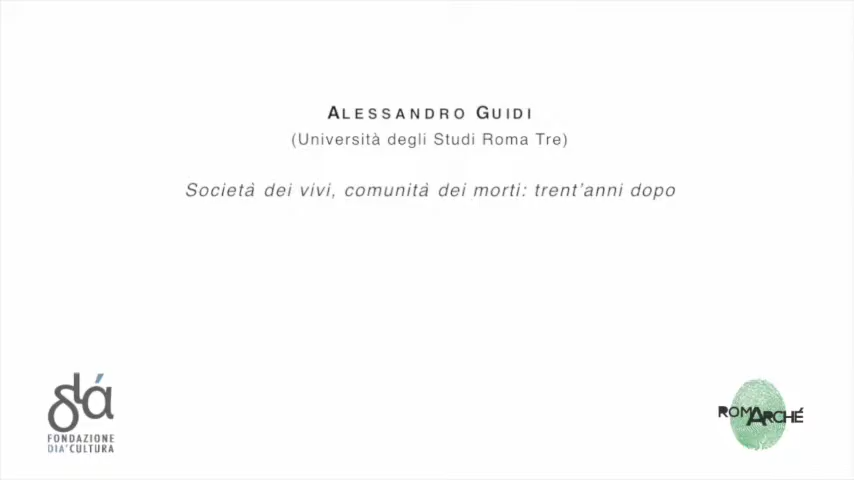 ALESSANDRO GUIDI
(Università degli Studi Roma Tre)
Società dei vivi, comunità dei morti: trent'anni dopo
diá
FONDAZIONE
DIA'CULTURA
ROMARCHÉ